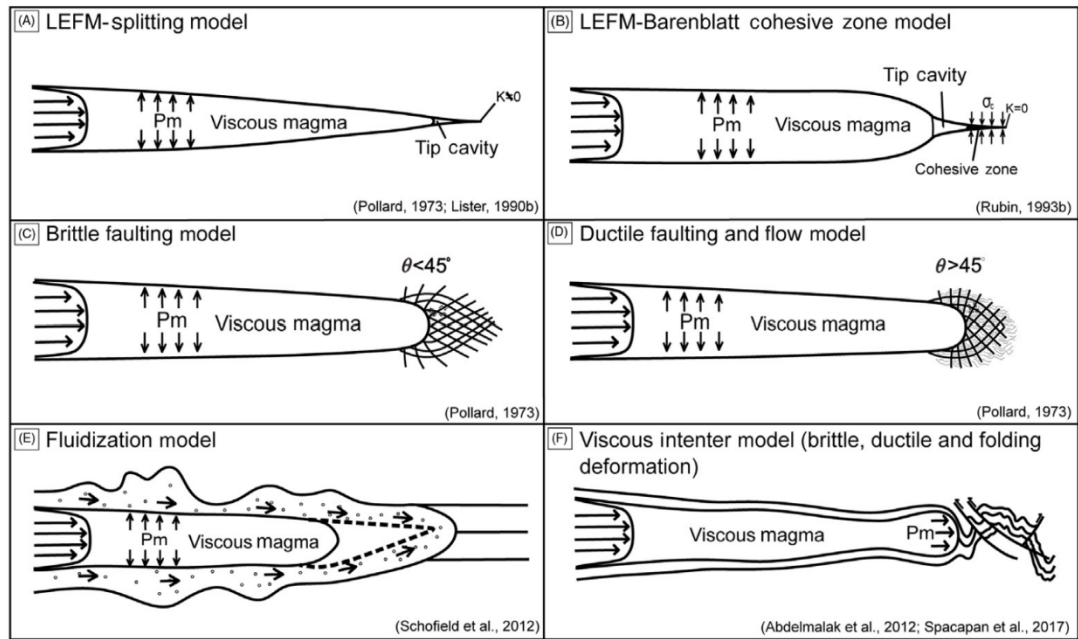 (A) LEFM-splitting model
K≒0
Pm
Viscous magma
Tip cavity
(Pollard, 1973; Lister, 1990b)
(B) LEFM-Barenblatt cohesive zone model
Tip cavity
σc
K=0
Pm
Viscous magma
Cohesive zone
(Rubin, 1993b)
(C) Brittle faulting model
θ<45°
Pm
Viscous magma
(Pollard, 1973)
(D) Ductile faulting and flow model
θ>45°
Pm
Viscous magma
(Pollard, 1973)
(E) Fluidization model
Pm
Viscous magma
(Schofield et al., 2012)
(F) Viscous intenter model (brittle, ductile and folding
deformation)
Viscous magma
Pm
(Abdelmalak et al., 2012; Spacapan et al., 2017)